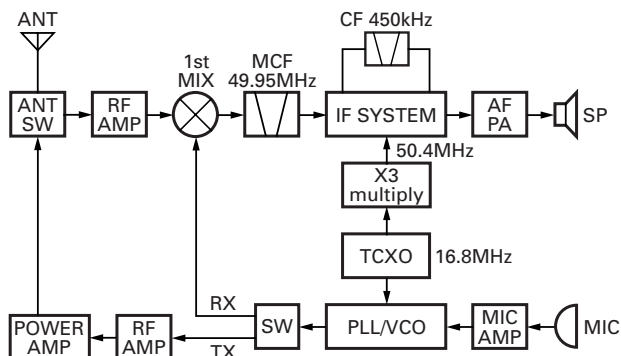 ANT
ANT
SW
RF
AMP
1st
MIX
MCF
49.95MHz
CF 450kHz
IF SYSTEM
AF
PA
SP
50.4MHz
X3
multiply
TCXO
16.8MHz
RX
TX
SW
PLL/VCO
MIC
AMP
MIC
RF
AMP
POWER
AMP